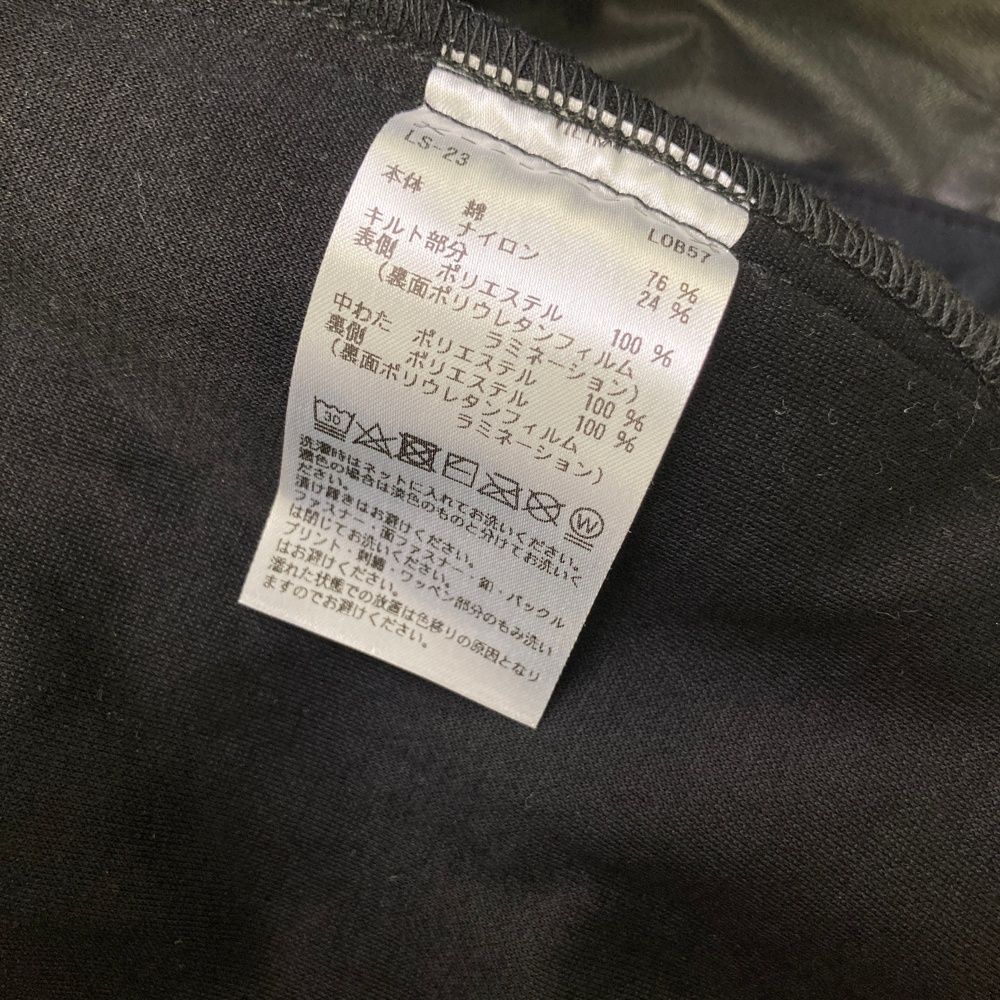 LS-23 LOB57
本体
綿 76 %
ナイロン 24 %
キルト部分
表側 ポリエステル 100 %
(裏面ポリウレタンフィルム
ラミネーション)
中わた ポリエステル 100 %
裏側 ポリエステル 100 %
(裏面ポリウレタンフィルム
ラミネーション)
30
W
洗濯時はネットに入れてお洗いください。
濃色の場合は淡色のものと分けてお洗いく
ださい。
漬け置きはお避けください。
ファスナー・面ファスナー・釦・バックル
は閉じてお洗いください。
プリント・刺繍・ワッペン部分のもみ洗い
はお避けください。
濡れた状態での放置は色移りの原因となり
ますのでお避けください。